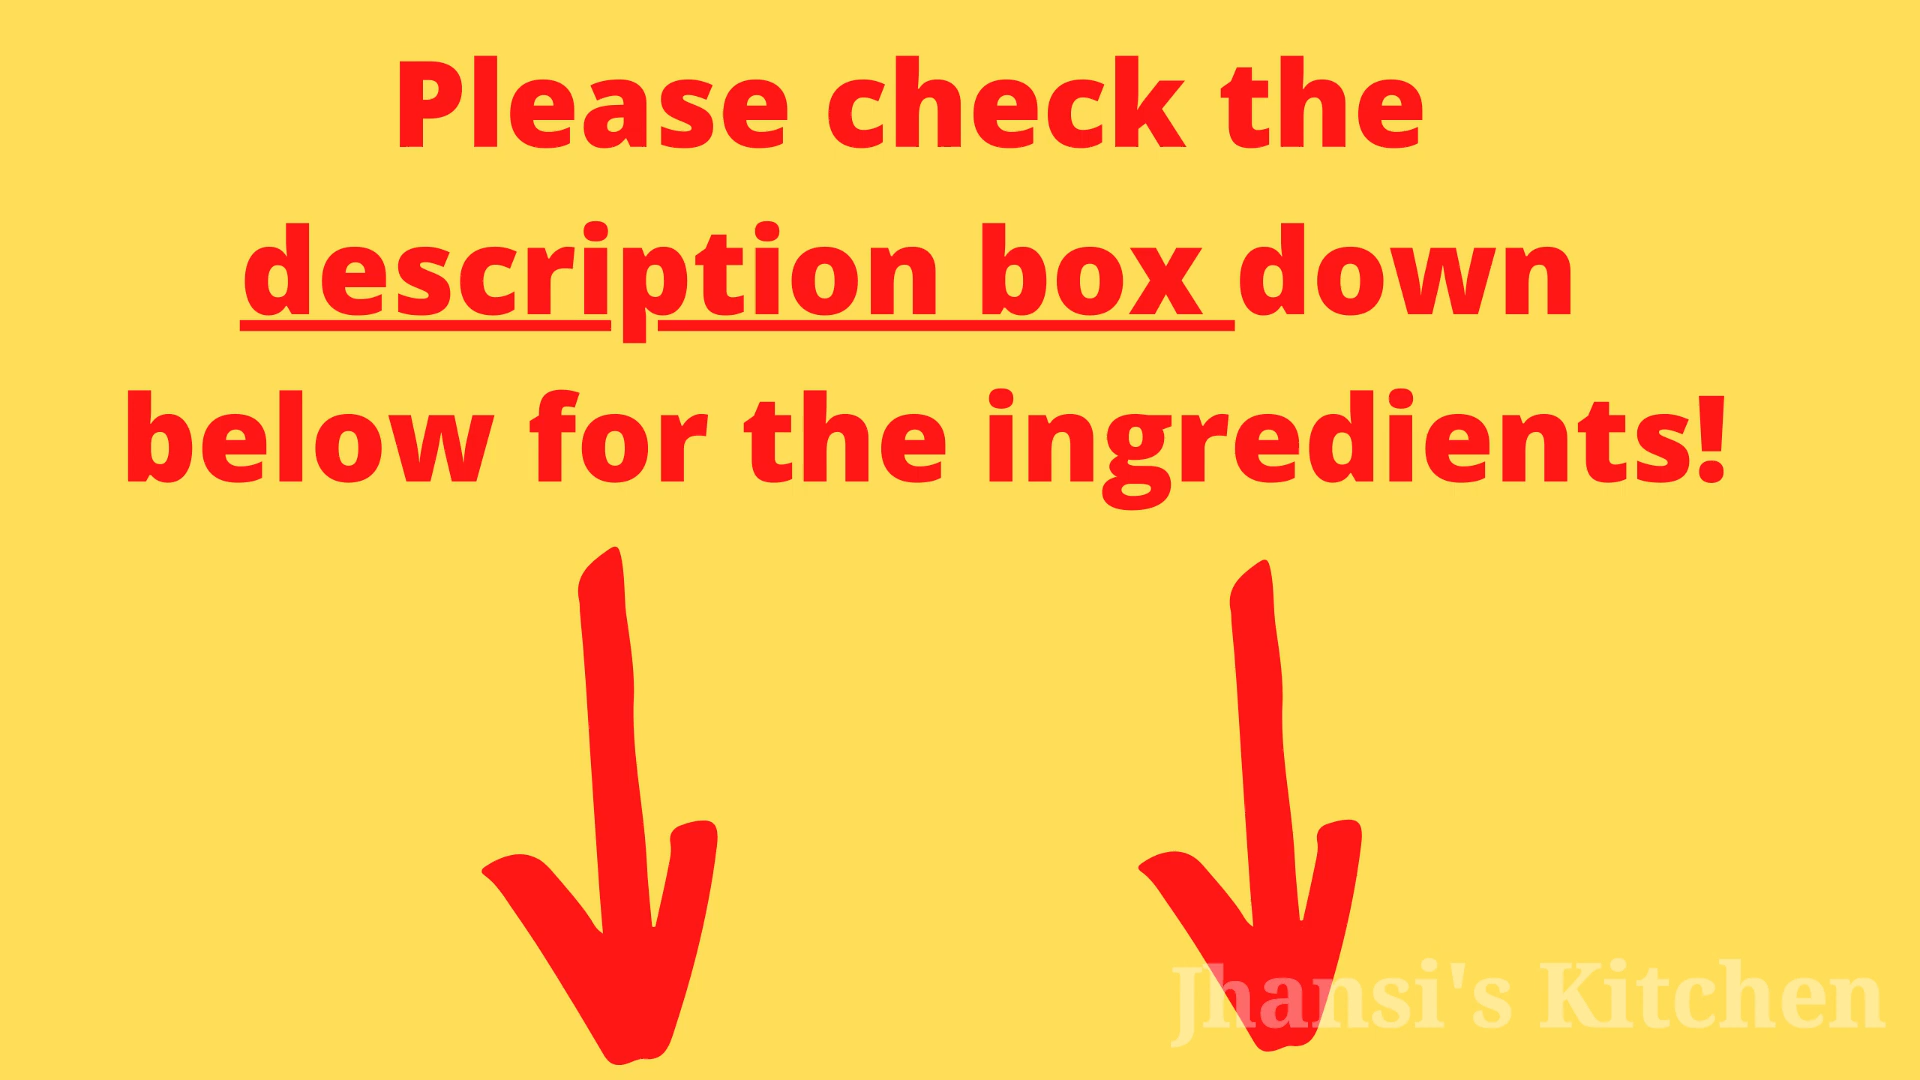 Please check the
description box down
below for the ingredients!
Jhansi's Kitchen